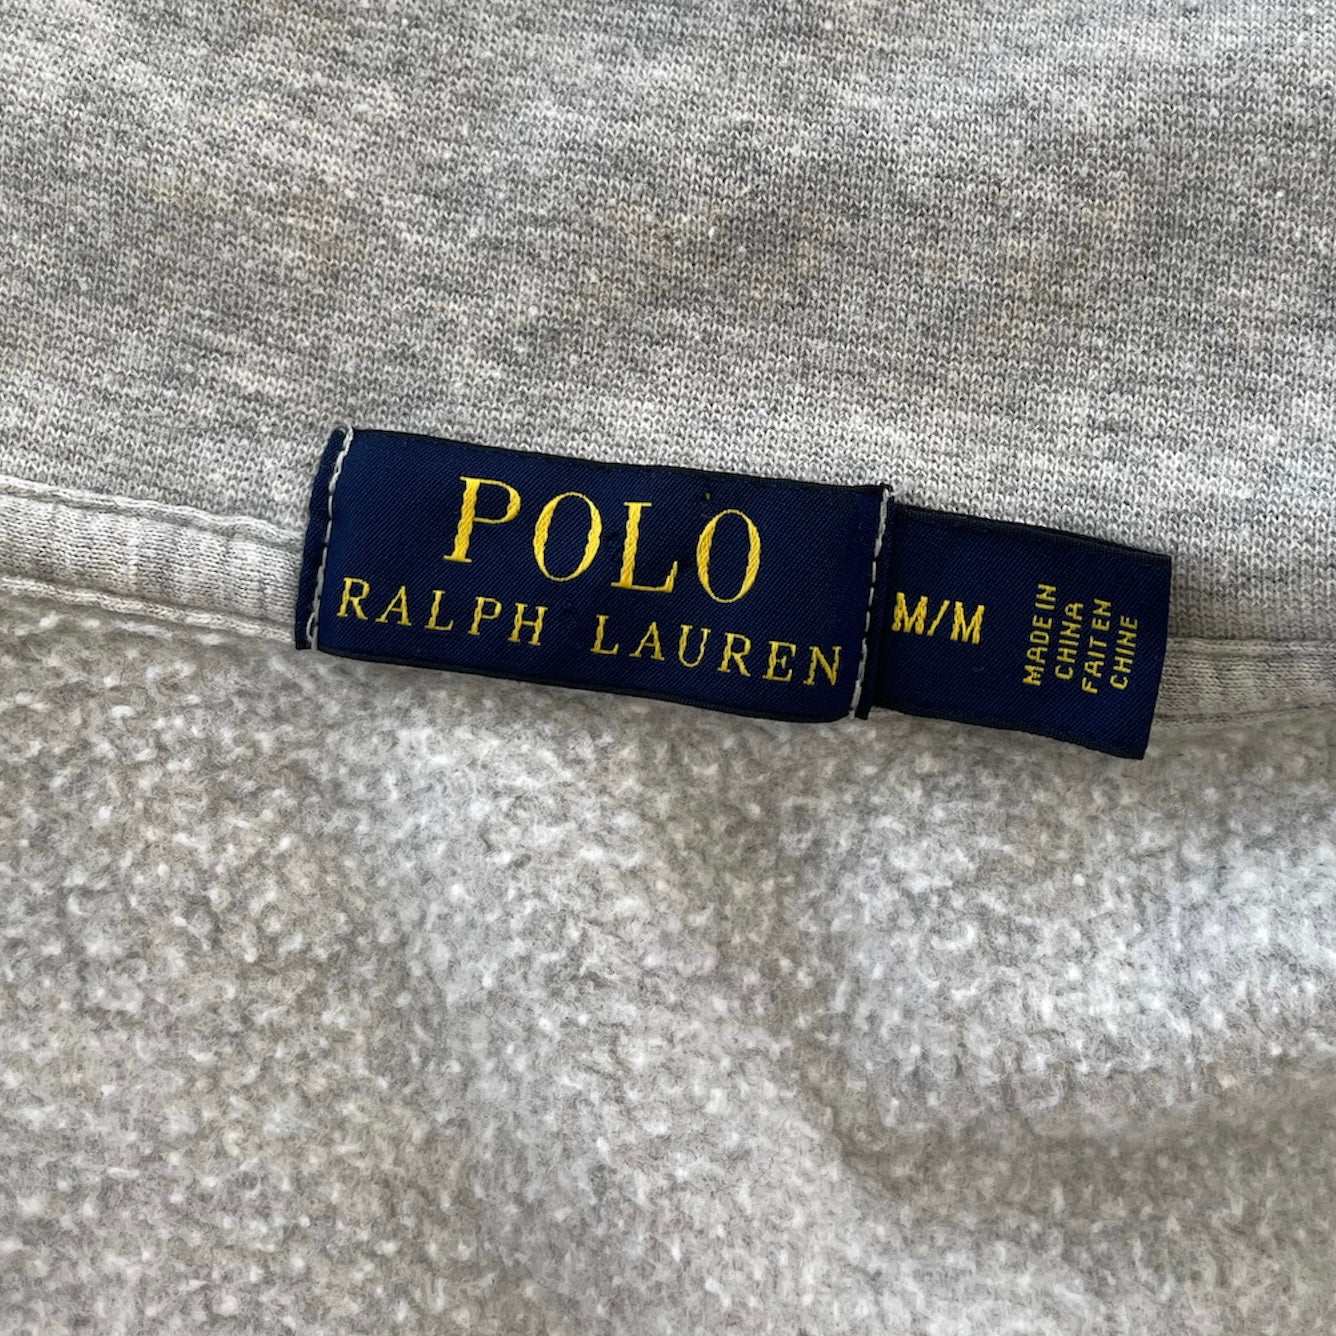 POLO
RALPH LAUREN
M/M
MADE IN
CHINA
FAIT EN
CHINE